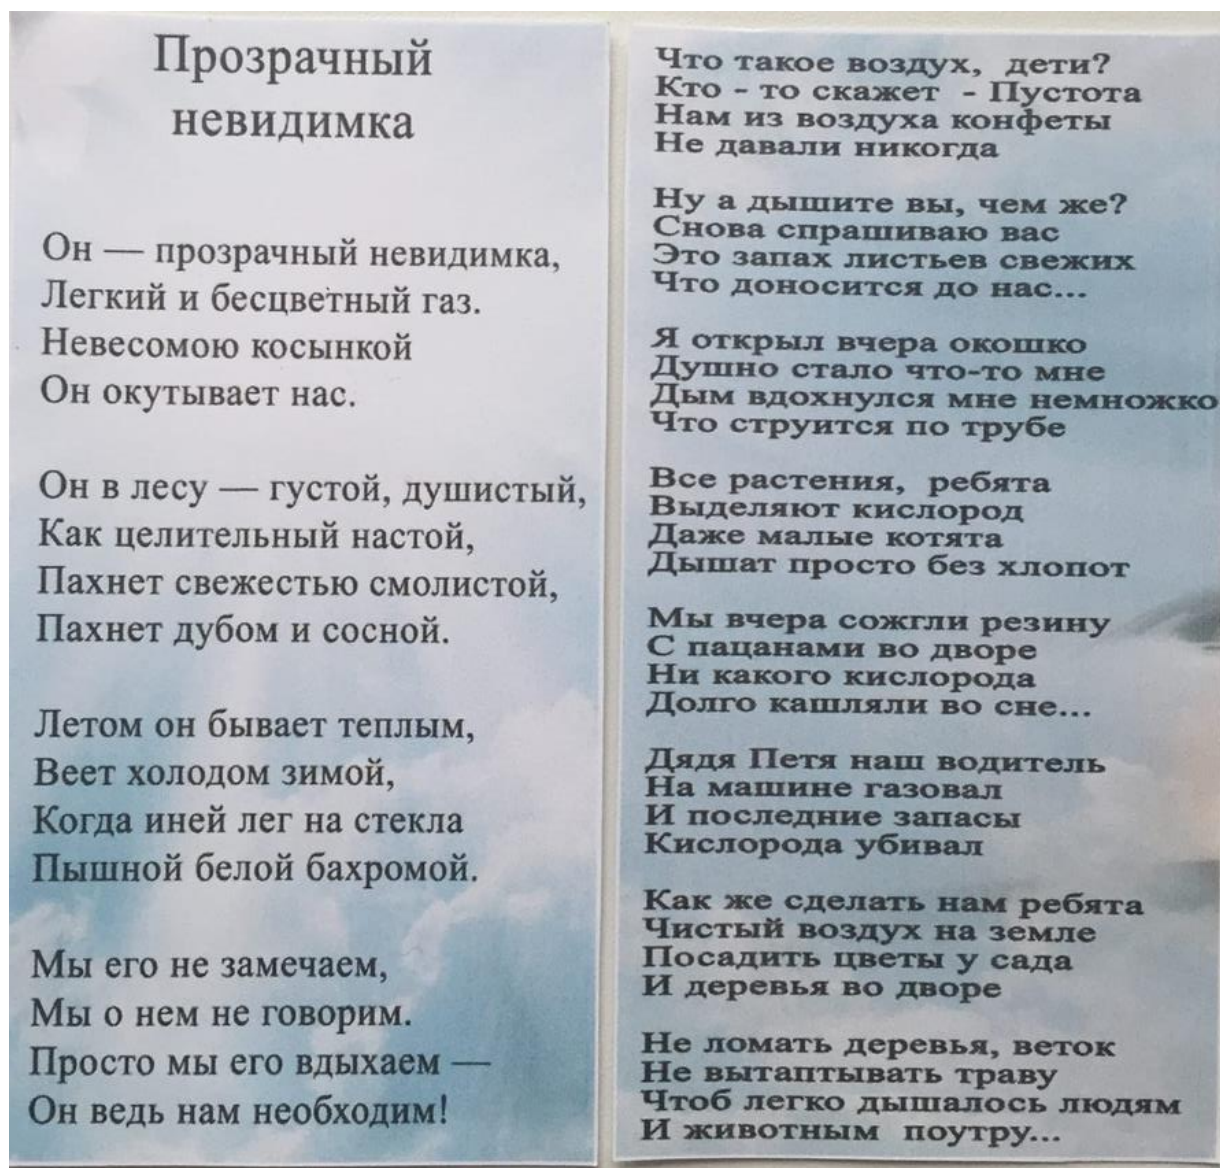 Прозрачный
невидимка
Он — прозрачный невидимка,
Легкий и бесцветный газ.
Невесомою косынкой
Он окутывает нас.
Он в лесу — густой, душистый,
Как целительный настой,
Пахнет свежестью смолистой,
Пахнет дубом и сосной.
Летом он бывает теплым,
Веет холодом зимой,
Когда иней лег на стекла
Пышной белой бахромой.
Мы его не замечаем,
Мы о нем не говорим.
Просто мы его вдыхаем —
Он ведь нам необходим!
Что такое воздух, дети?
Кто - то скажет - Пустота
Нам из воздуха конфеты
Не давали никогда
Ну а дышите вы, чем же?
Снова спрашиваю вас
Это запах листьев свежих
Что доносится до нас...
Я открыл вчера окошко
Душно стало что-то мне
Дым вдохнулся мне немножко
Что струится по трубе
Все растения, ребята
Выделяют кислород
Даже малые котята
Дышат просто без хлопот
Мы вчера сожгли резину
С пацанами во дворе
Ни какого кислорода
Долго кашляли во сне...
Дядя Петя наш водитель
На машине газовал
И последние запасы
Кислорода убивал
Как же сделать нам ребята
Чистый воздух на земле
Посадить цветы у сада
И деревья во дворе
Не ломать деревья, веток
Не вытаптывать траву
Чтоб легко дышалось людям
И животным поутру...